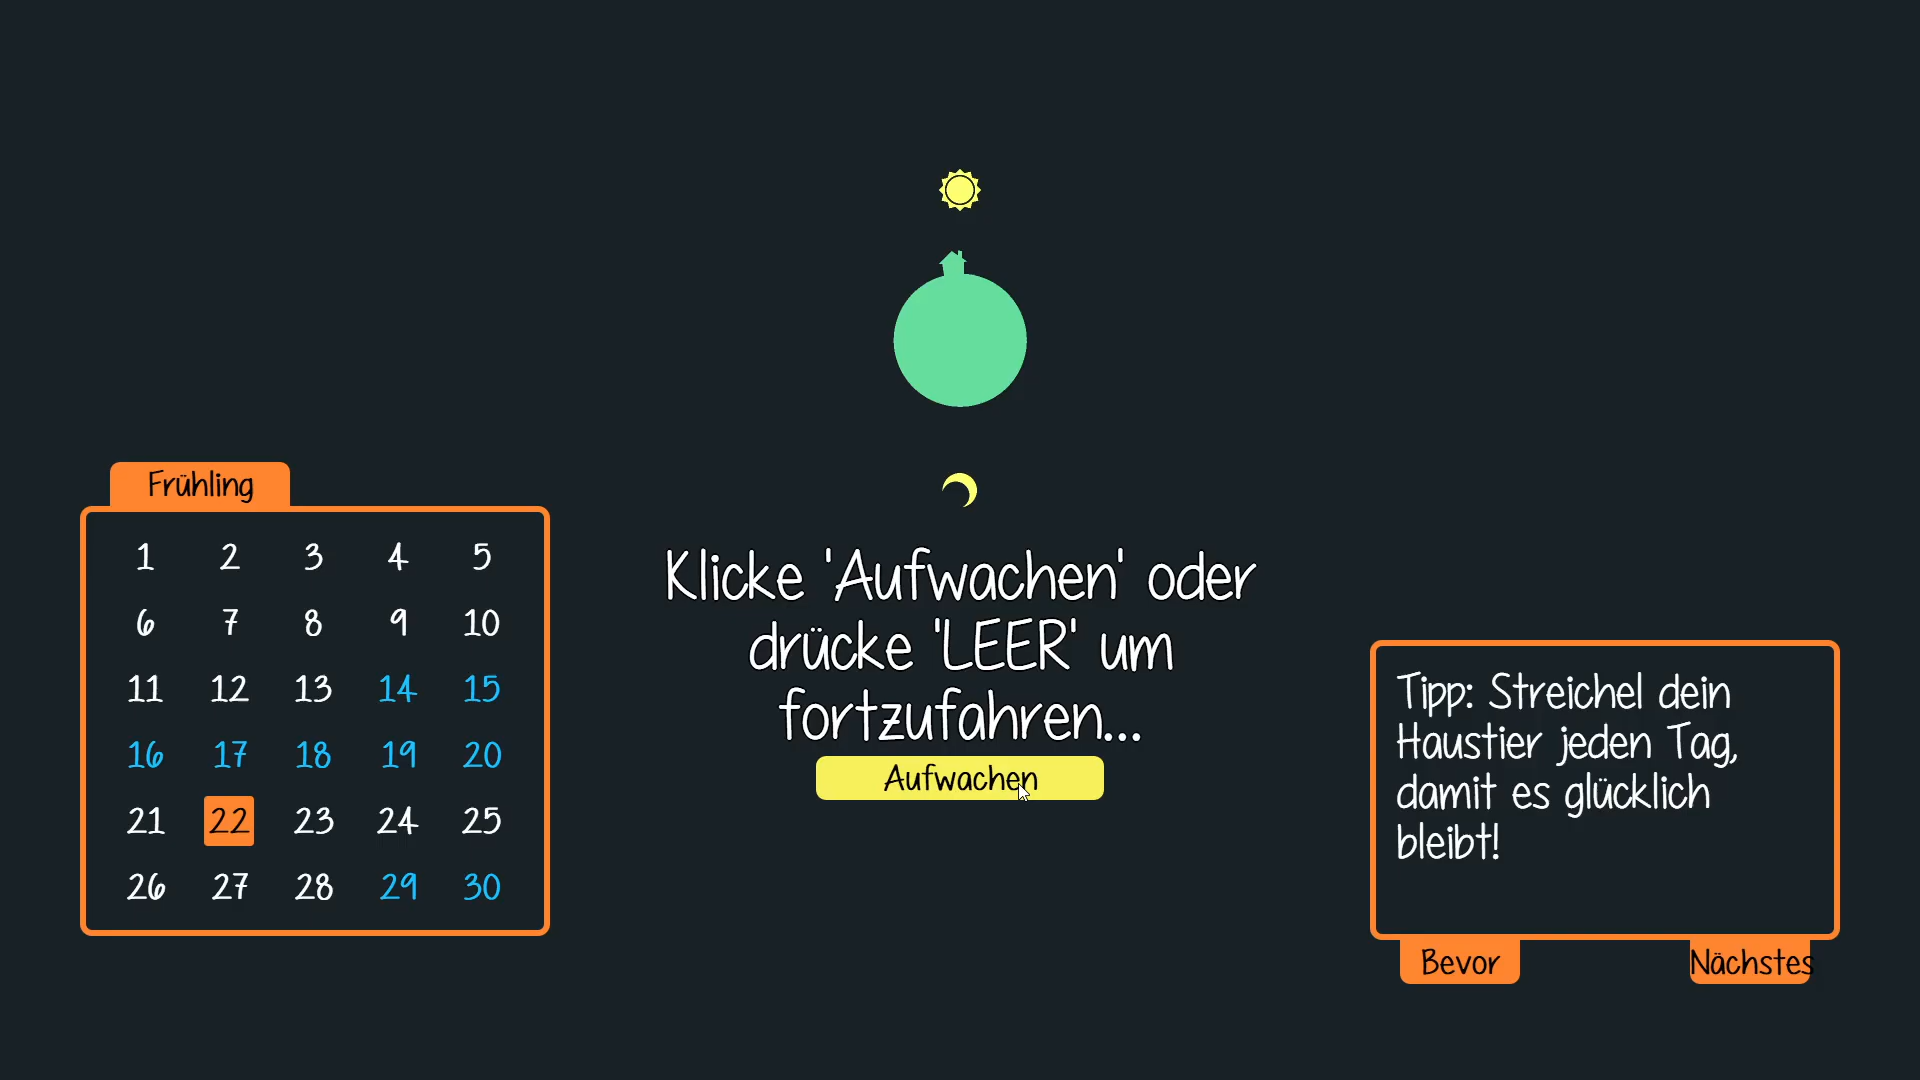 Frühling
1 2 3 4 5
6 7 8 9 10
11 12 13 14 15
16 17 18 19 20
21 22 23 24 25
26 27 28 29 30
Klicke 'Aufwachen' oder
drücke 'LEER' um
fortzufahren...
Aufwachen
Tipp: Streichel dein
Haustier jeden Tag,
damit es glücklich
bleibt!
Bevor
Nächstes